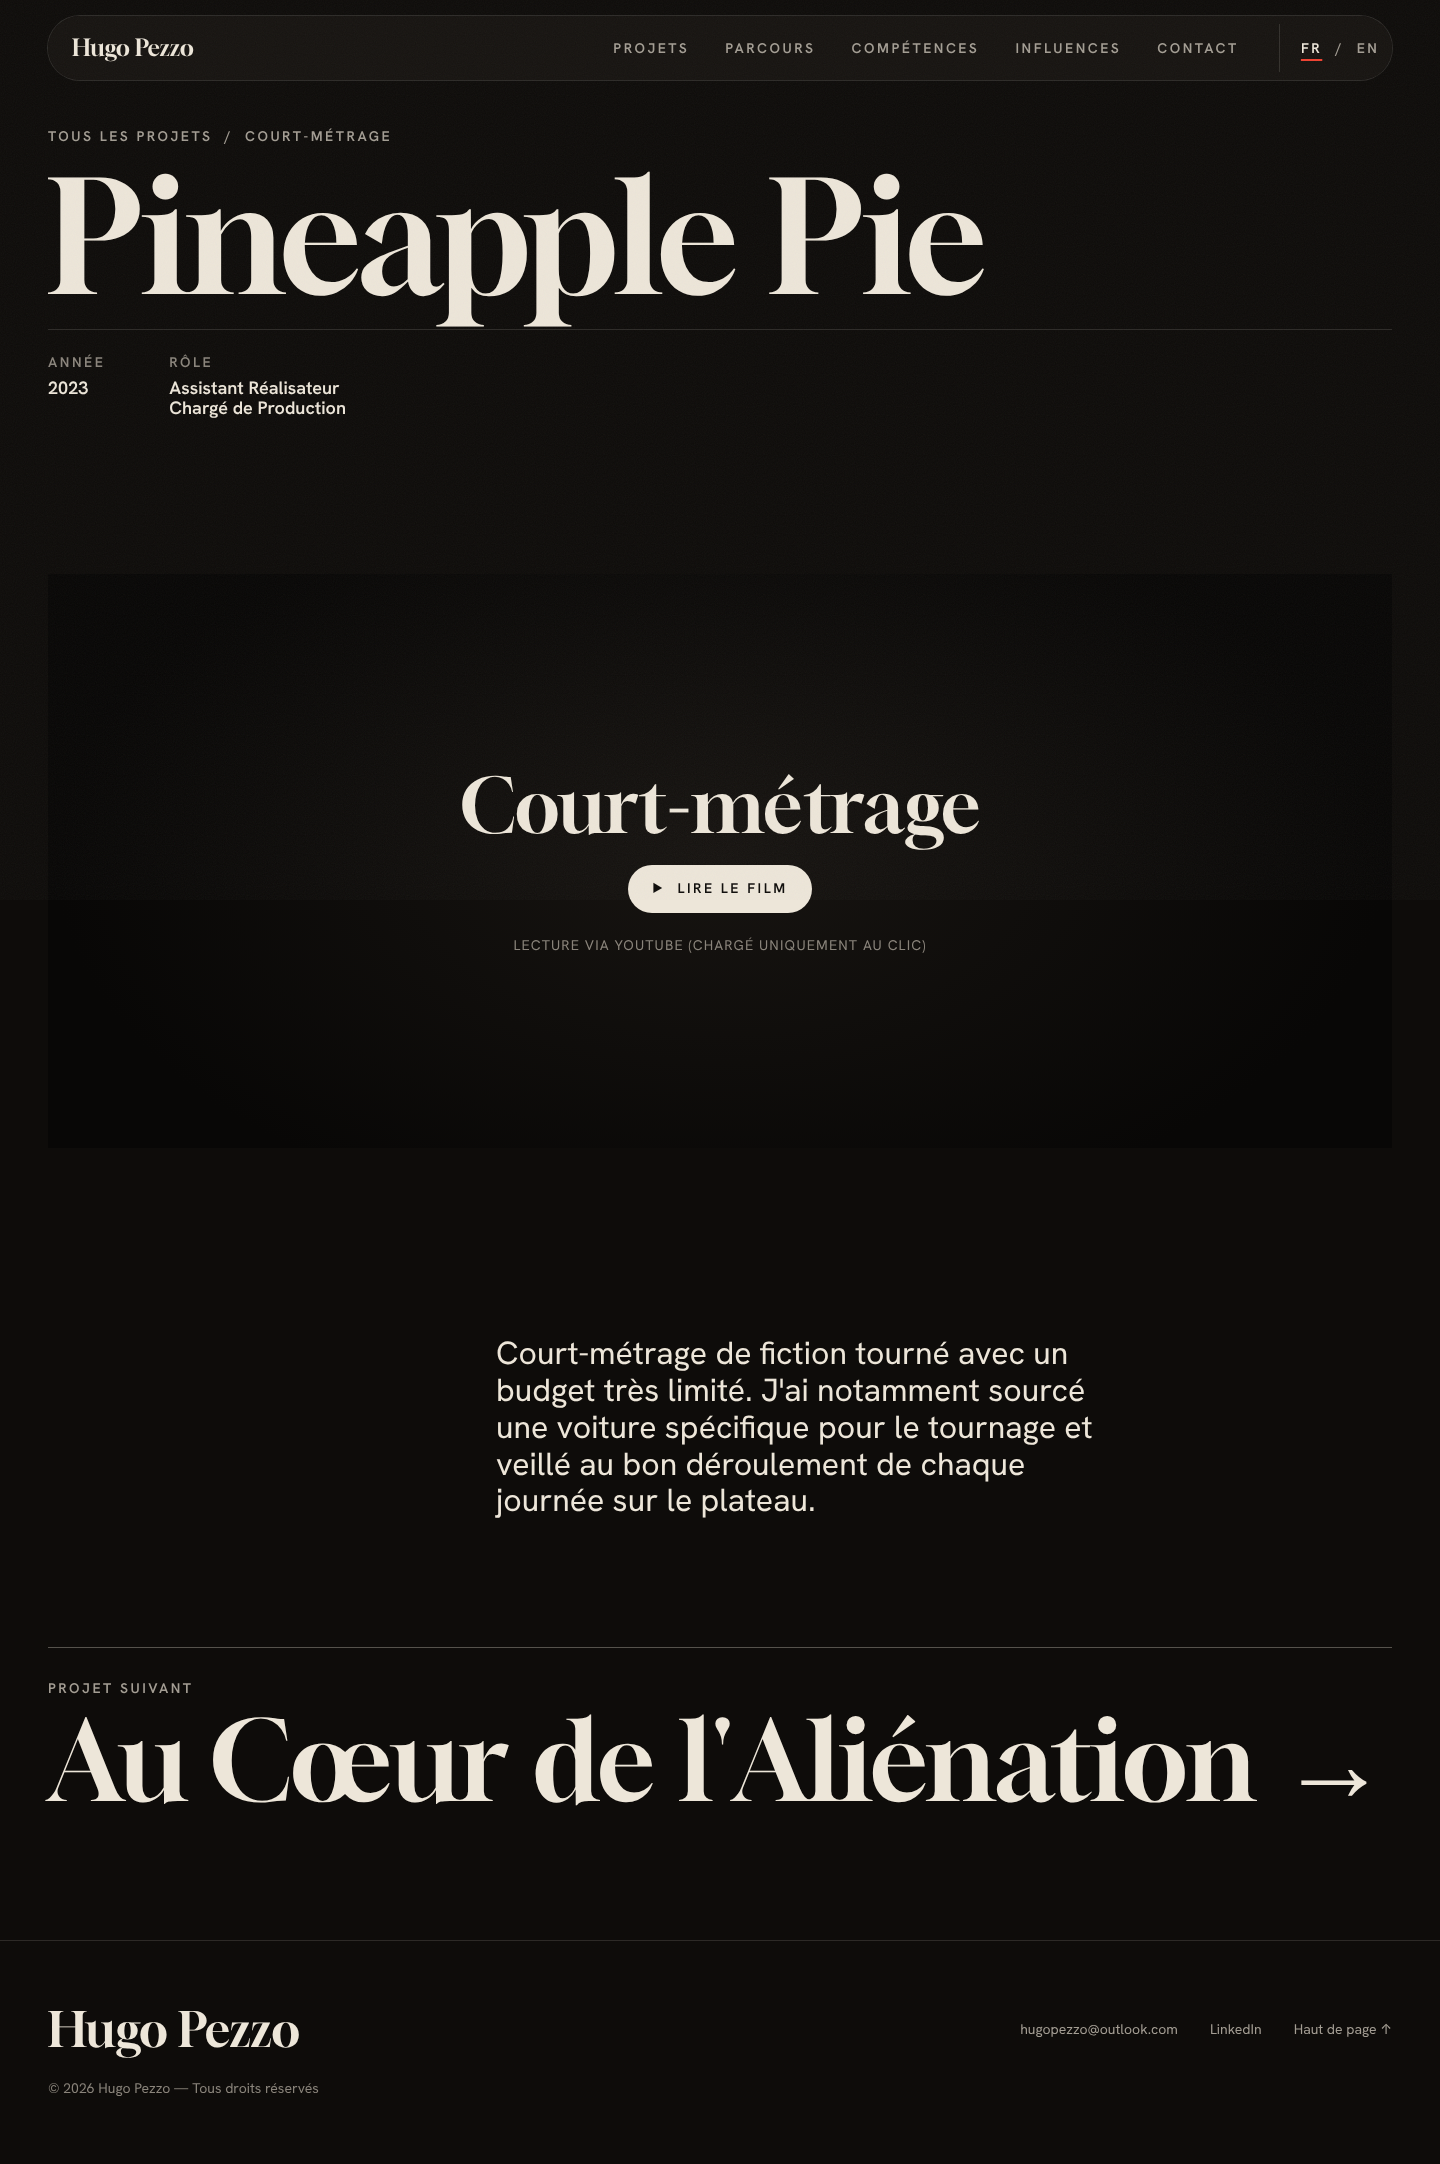 Hugo Pezzo
PROJETS PARCOURS COMPÉTENCES INFLUENCES CONTACT FR / EN
TOUS LES PROJETS / COURT-MÉTRAGE
Pineapple Pie
ANNÉE RÔLE
2023 Assistant Réalisateur
Chargé de Production
Court-métrage
▶ LIRE LE FILM
LECTURE VIA YOUTUBE (CHARGÉ UNIQUEMENT AU CLIC)
Court-métrage de fiction tourné avec un
budget très limité. J'ai notamment sourcé
une voiture spécifique pour le tournage et
veillé au bon déroulement de chaque
journée sur le plateau.
PROJET SUIVANT
Au Cœur de l'Aliénation →
Hugo Pezzo
hugopezzo@outlook.com LinkedIn Haut de page ↑
© 2026 Hugo Pezzo — Tous droits réservés